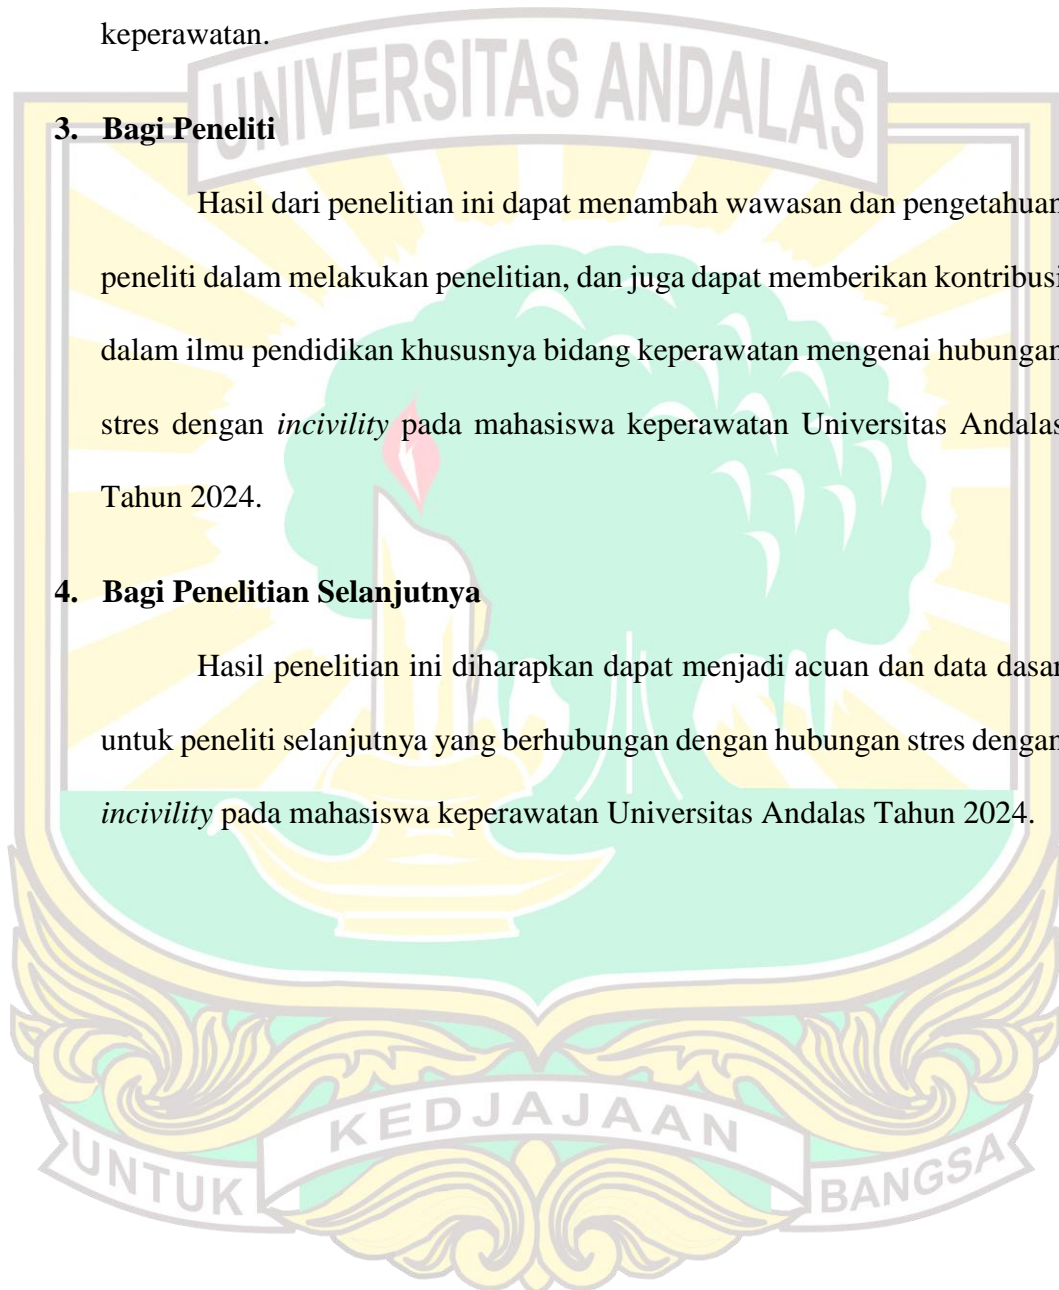 keperawatan.
UNIVERSITAS ANDALAS
3. Bagi Peneliti
Hasil dari penelitian ini dapat menambah wawasan dan pengetahuan
peneliti dalam melakukan penelitian, dan juga dapat memberikan kontribusi
dalam ilmu pendidikan khususnya bidang keperawatan mengenai hubungan
stres dengan incivility pada mahasiswa keperawatan Universitas Andalas
Tahun 2024.
4. Bagi Penelitian Selanjutnya
Hasil penelitian ini diharapkan dapat menjadi acuan dan data dasar
untuk peneliti selanjutnya yang berhubungan dengan hubungan stres dengan
incivility pada mahasiswa keperawatan Universitas Andalas Tahun 2024.
UNTUK KEDJAJAAN BANGSA